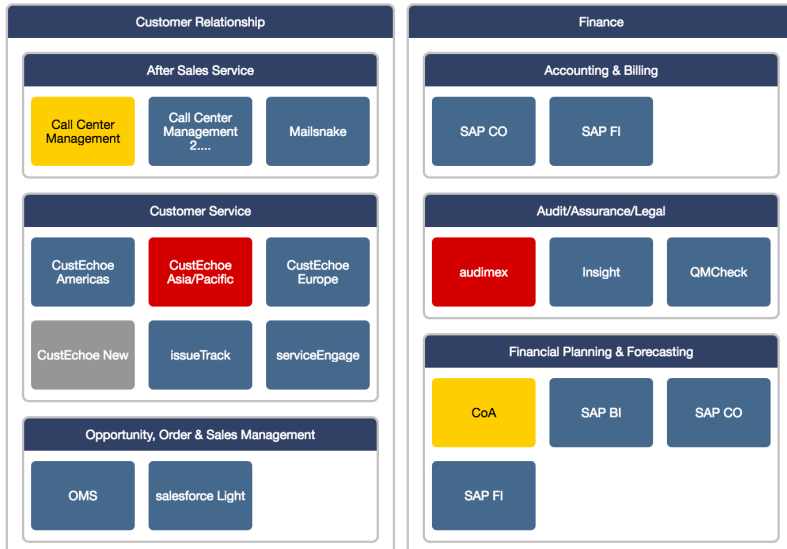 Customer Relationship
After Sales Service
Call Center
Management
Call Center
Management
2....
Mailsnake
Customer Service
CustEchoe
Americas
CustEchoe
Asia/Pacific
CustEchoe
Europe
CustEchoe New
issueTrack
serviceEngage
Opportunity, Order & Sales Management
OMS
salesforce Light
Finance
Accounting & Billing
SAP CO
SAP FI
Audit/Assurance/Legal
audimex
Insight
QMCheck
Financial Planning & Forecasting
CoA
SAP BI
SAP CO
SAP FI